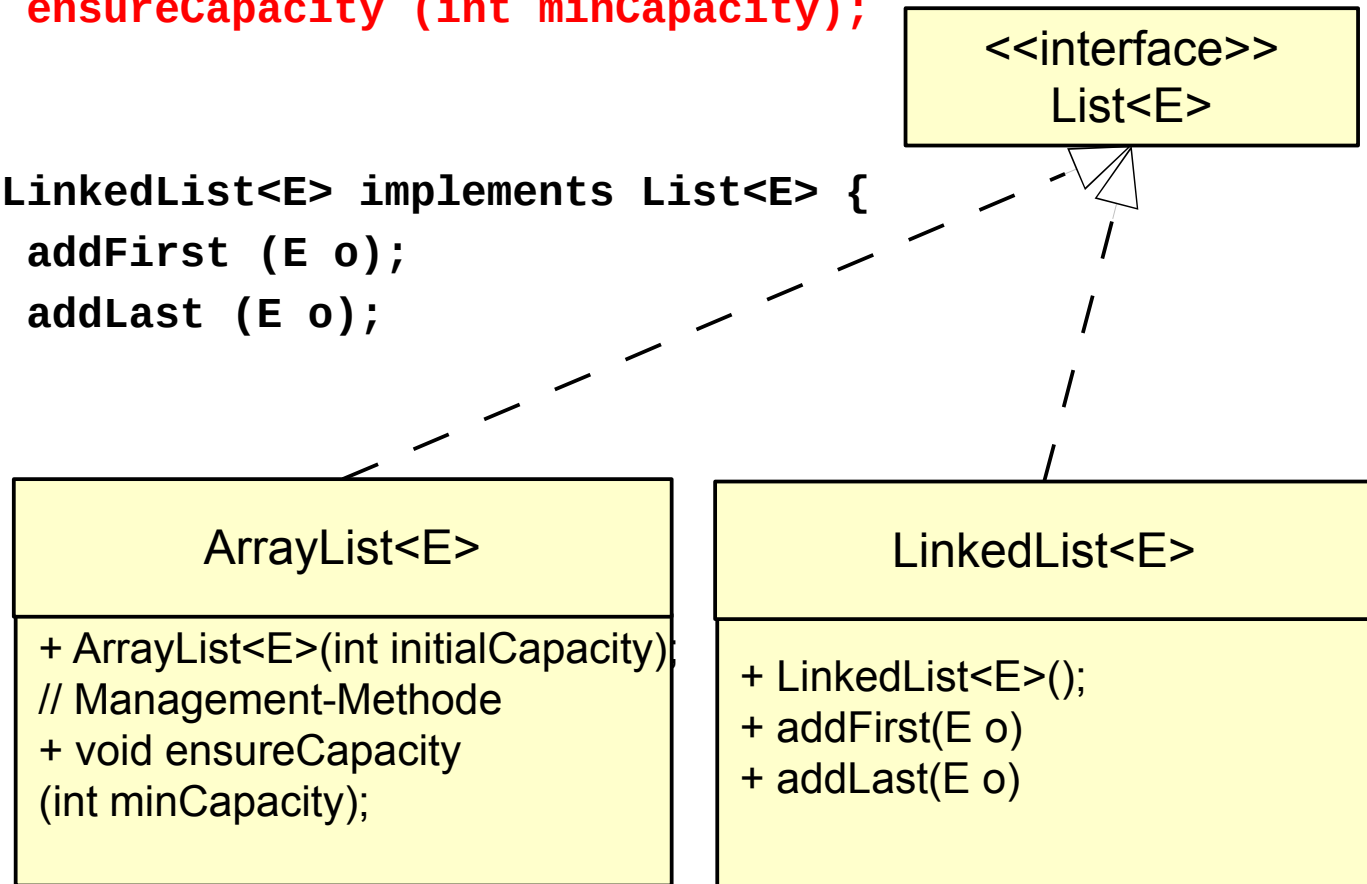 ensureCapacity (int minCapacity);
<<interface>>
List<E>
LinkedList<E> implements List<E> {
addFirst (E o);
addLast (E o);
ArrayList<E>
+ ArrayList<E>(int initialCapacity);
// Management-Methode
+ void ensureCapacity
(int minCapacity);
LinkedList<E>
+ LinkedList<E>();
+ addFirst(E o)
+ addLast(E o)